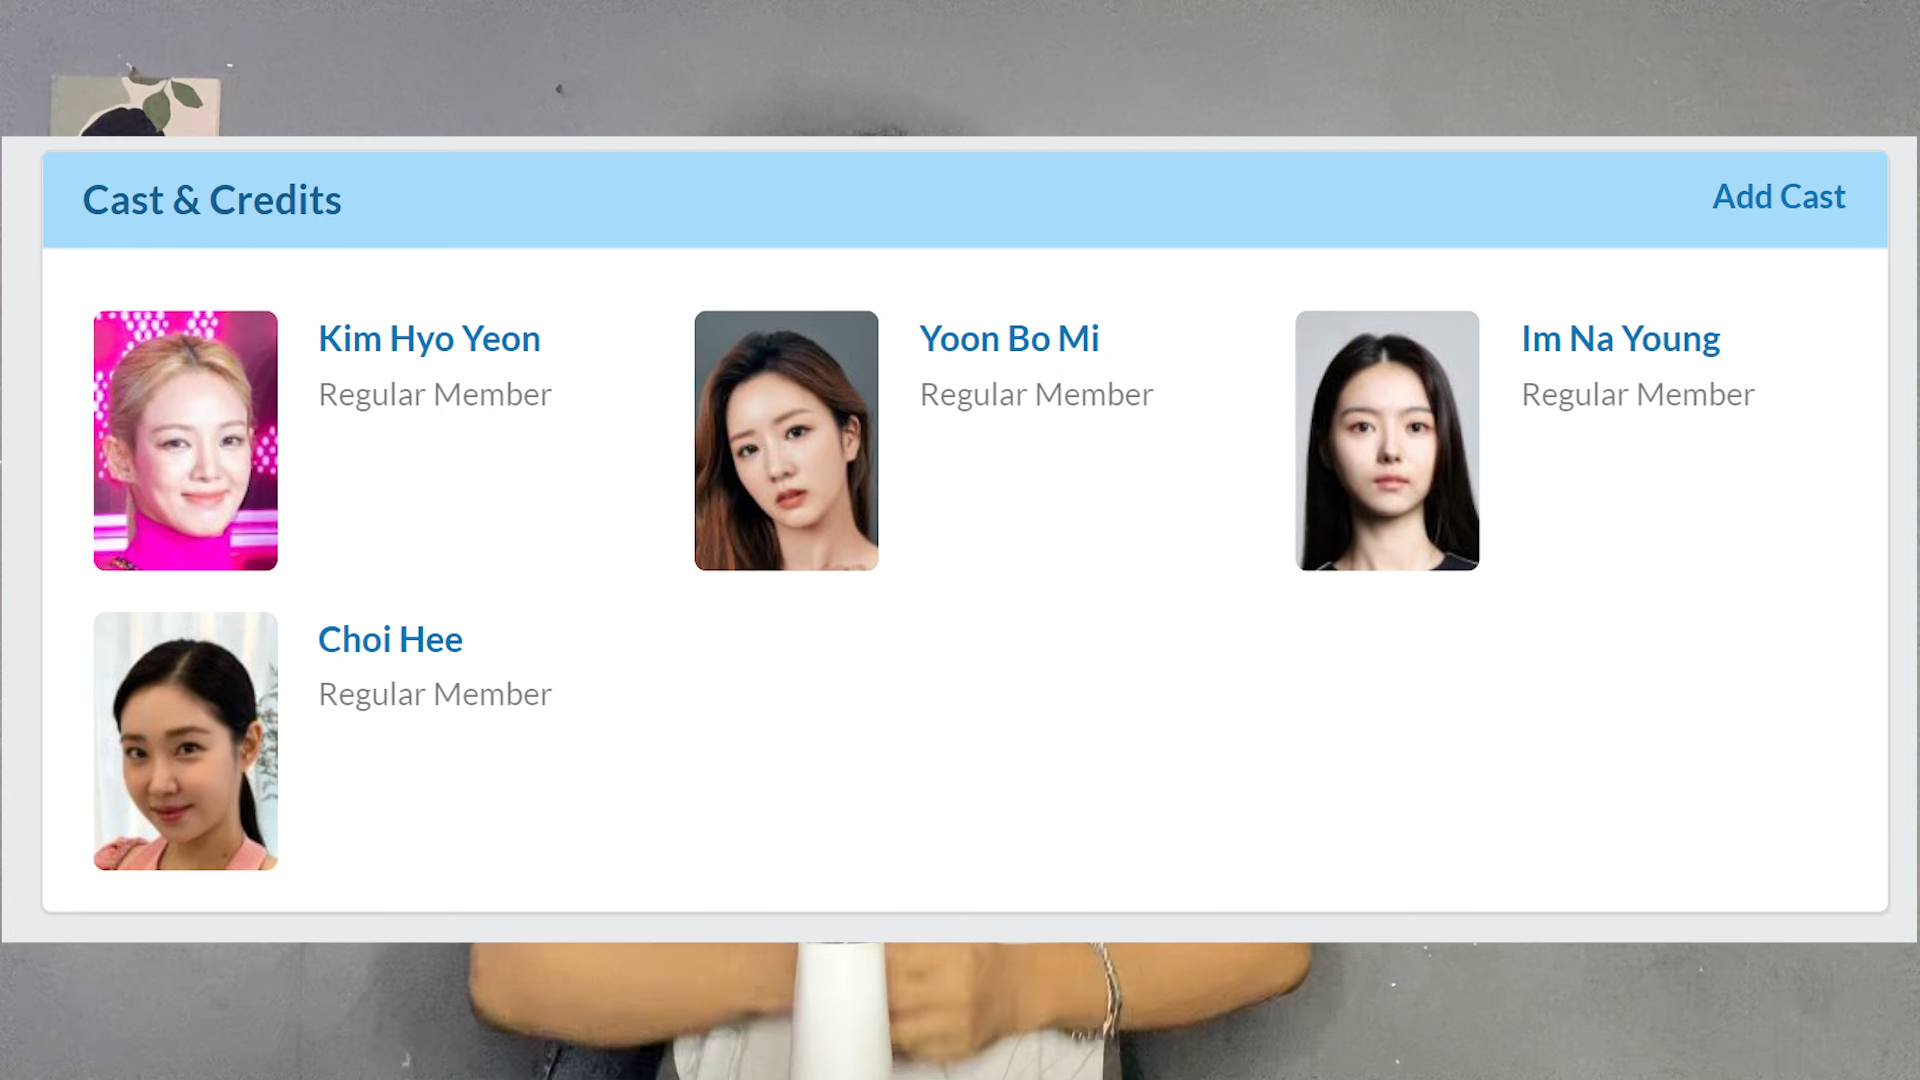 Cast & Credits
Add Cast
Kim Hyo Yeon
Regular Member
Yoon Bo Mi
Regular Member
Im Na Young
Regular Member
Choi Hee
Regular Member